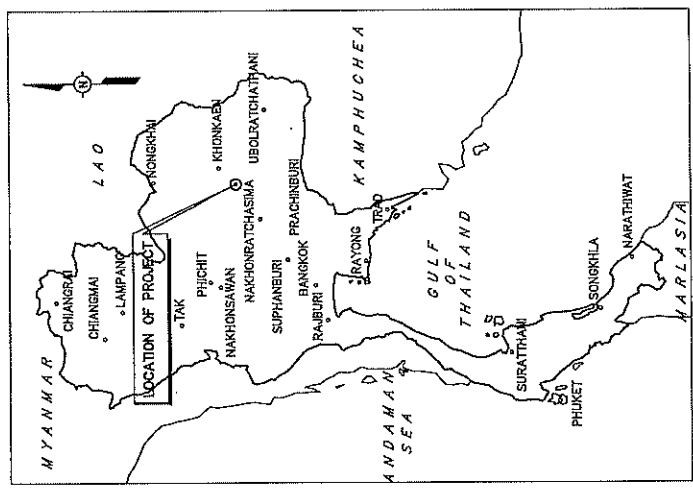 MYANMAR
LAO
N
CHIANGRAI
CHIANGMAI
LAMPANG
LOCATION OF PROJECT
NONGKHAI
TAK
PHICHIT
KHONKAEN
NAKHONSAWAN
NAKHONRATCHASIMA
UBOLRATCHATHANI
SUPHANBURI
PRACHINBURI
BANGKOK
RAJBURI
RAYONG
TRAD
KAMPHUCHEA
GULF
OF
THAILAND
ANDAMAN
SEA
SURATTHANI
PHUKET
SONGKHLA
NARATHIWAT
MARLASIA